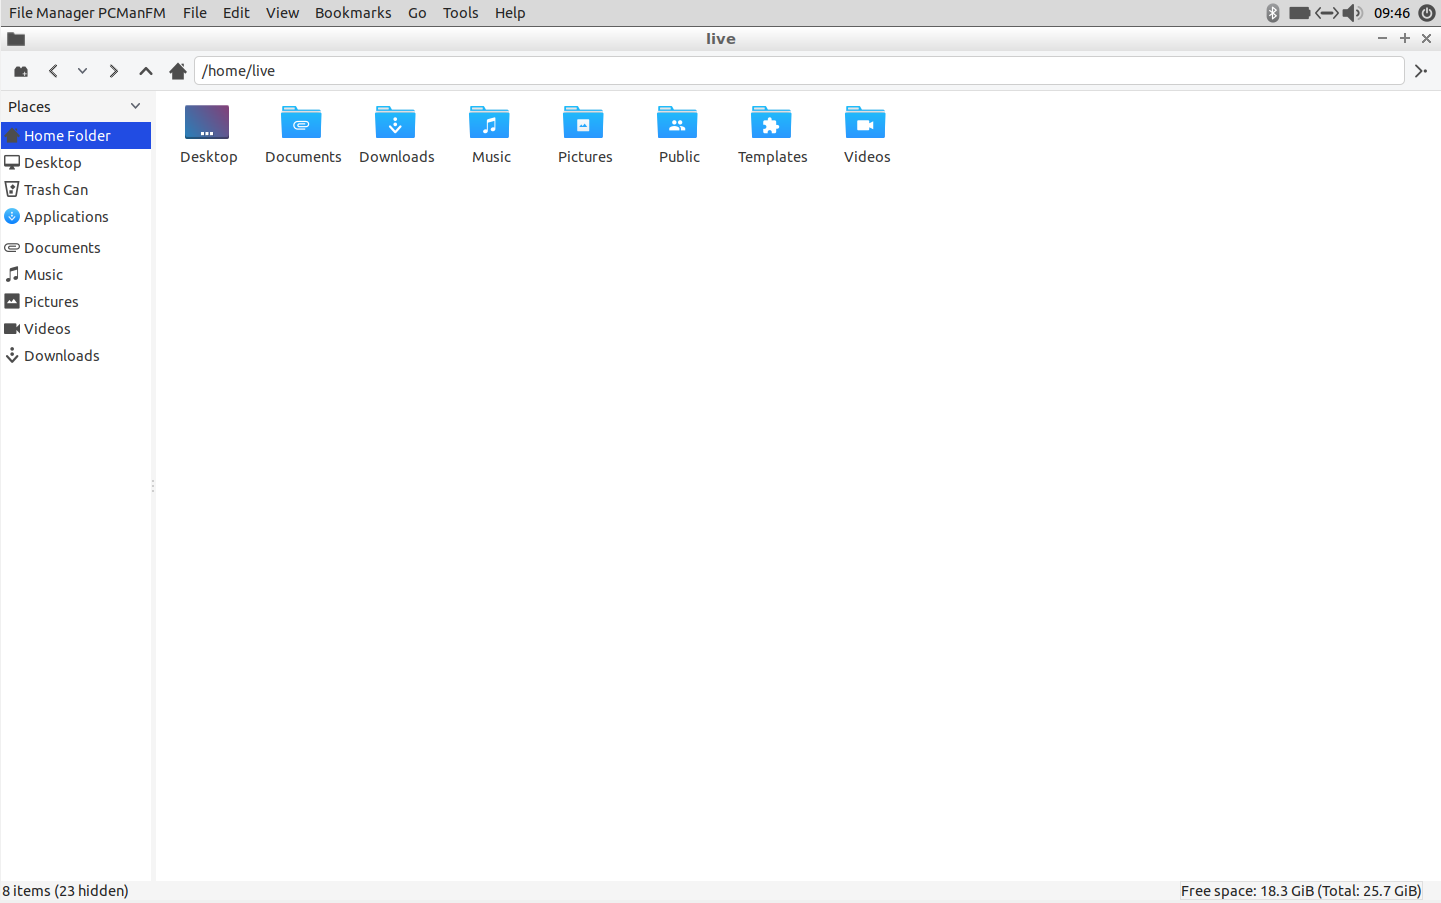 File Manager PCManFM File Edit View Bookmarks Go Tools Help 09:46
live
/home/live
Places
Home Folder
Desktop
Trash Can
Applications
Documents
Music
Pictures
Videos
Downloads
Desktop Documents Downloads Music Pictures Public Templates Videos
8 items (23 hidden) Free space: 18.3 GiB (Total: 25.7 GiB)